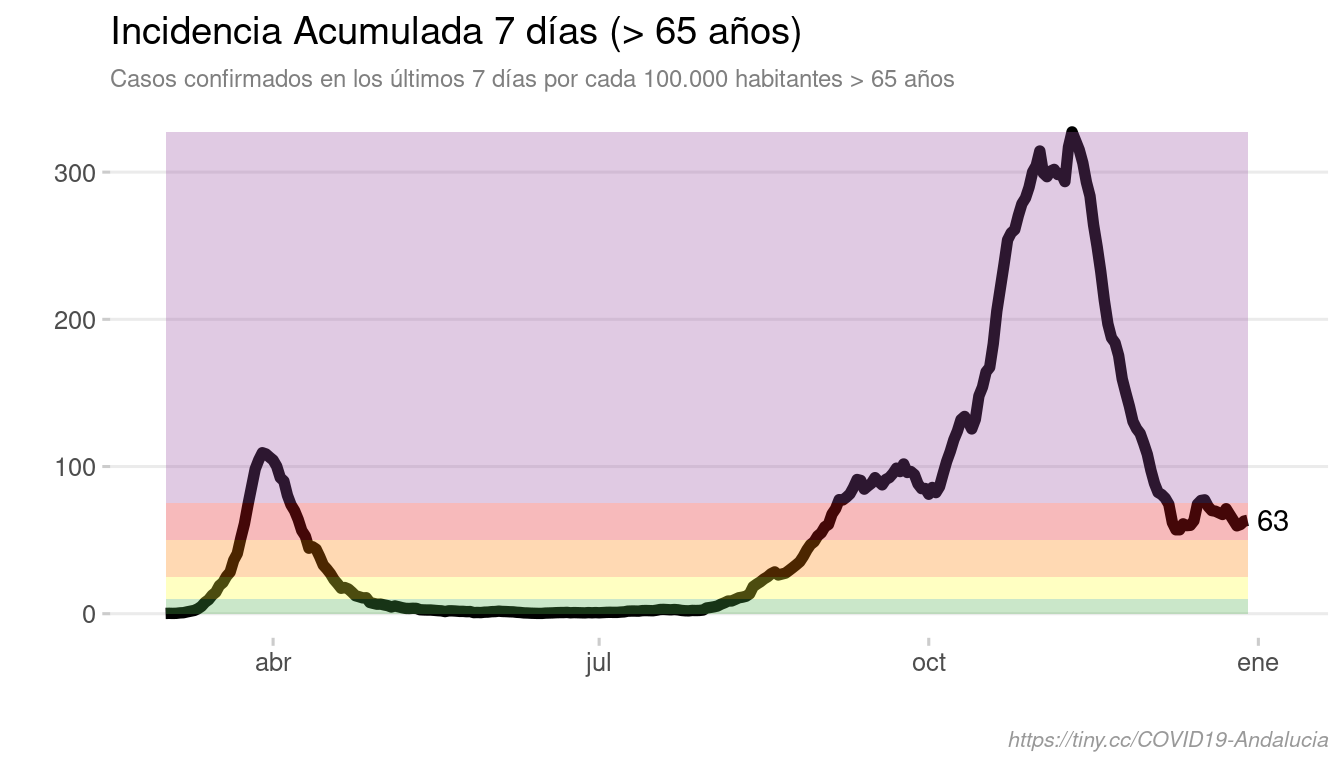 Incidencia Acumulada 7 días (> 65 años)
Casos confirmados en los últimos 7 días por cada 100.000 habitantes > 65 años
300
200
100
0
63
abr jul oct ene
https://tiny.cc/COVID19-Andalucia